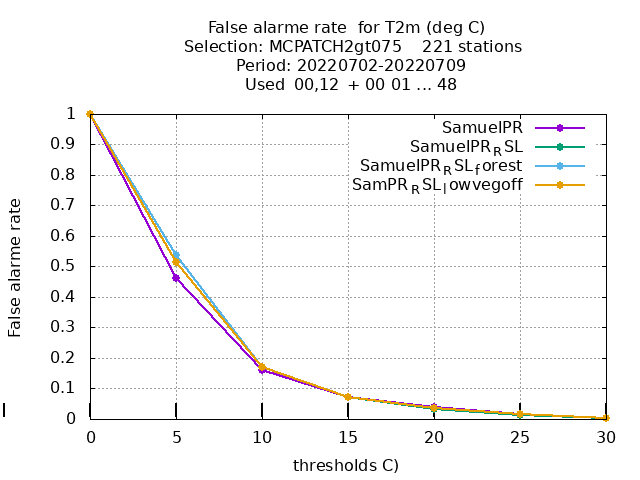 False alarme rate  for T2m (deg C)
Selection: MCPATCH2gt075    221 stations
Period: 20220702-20220709
Used  00,12  + 00 01 ... 48
SamuelPR
SamuelPR_RSL
SamuelPR_RSL_forest
SamPR_RSL_lowvegoff
1
0.9
0.8
0.7
0.6
0.5
0.4
0.3
0.2
0.1
0
False alarme rate
0 5 10 15 20 25 30
thresholds C)